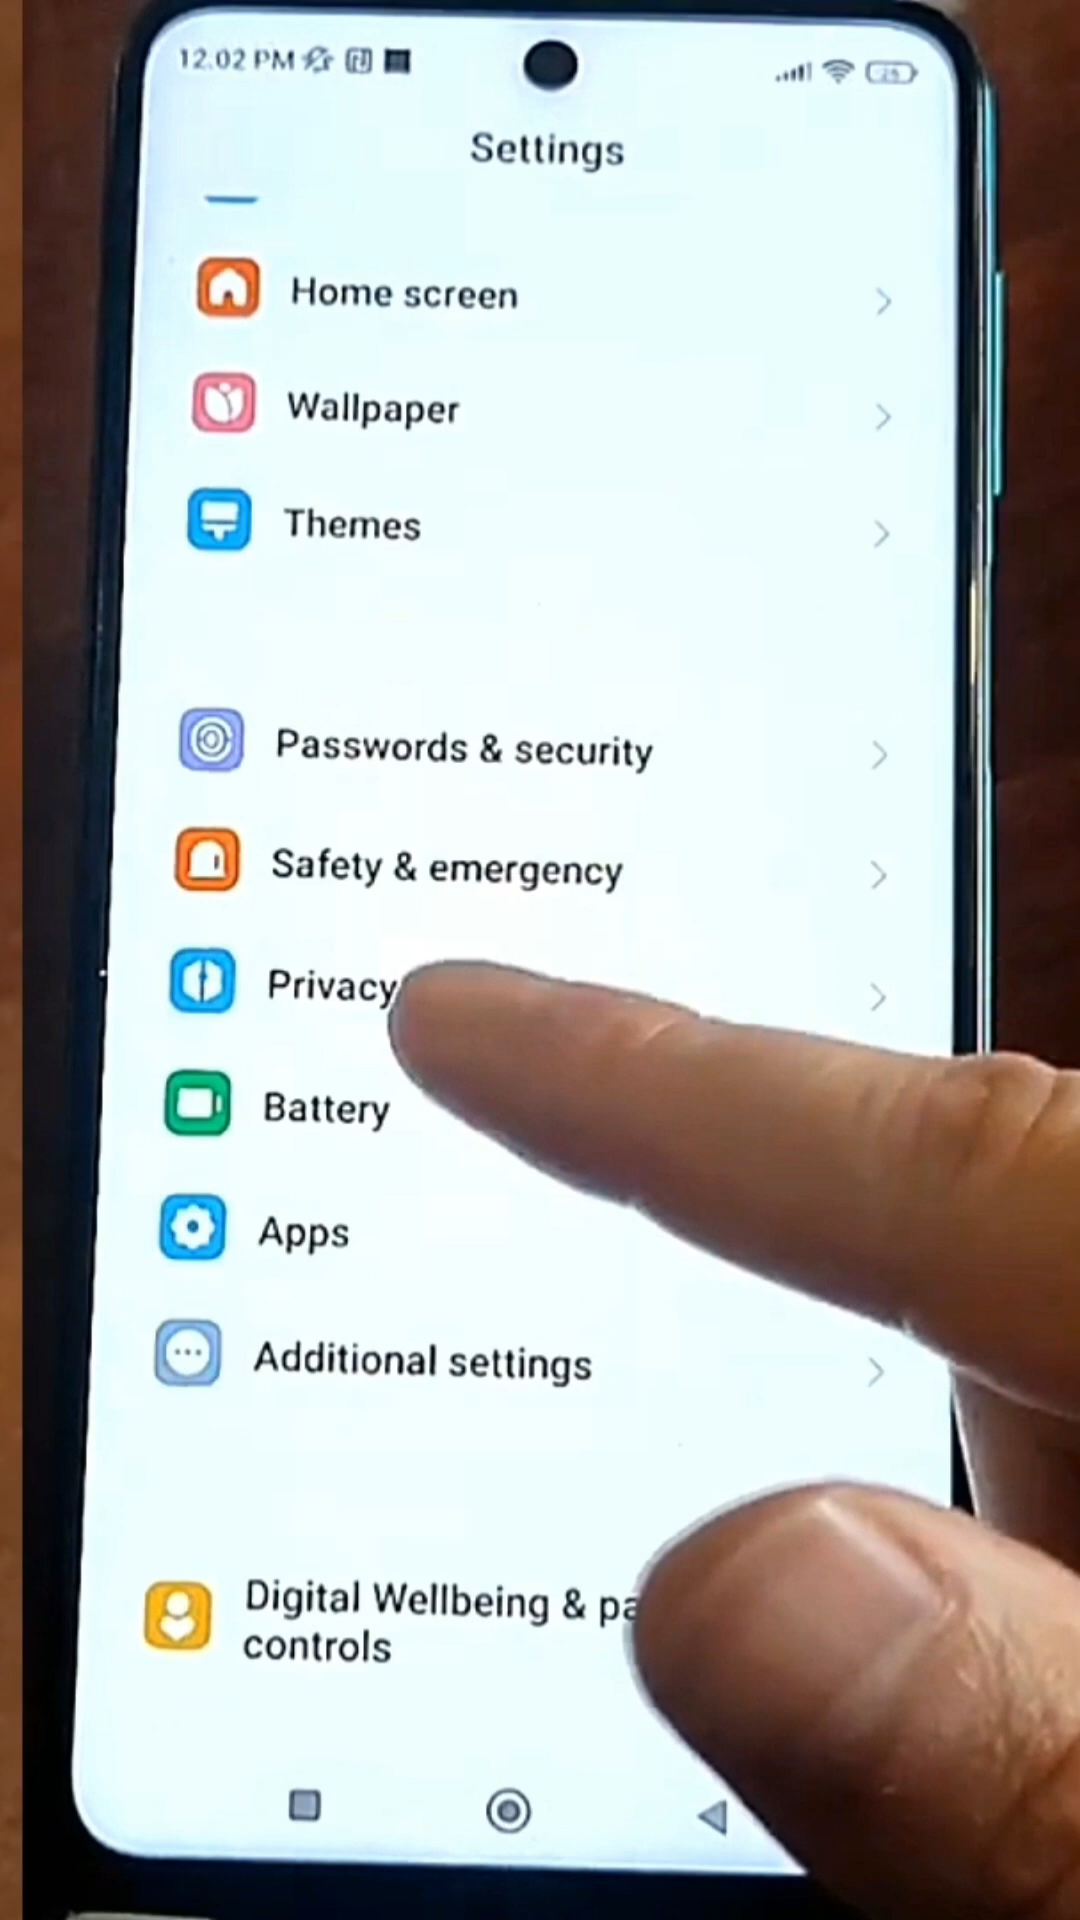 12.02 PM
Settings
Home screen
Wallpaper
Themes
Passwords & security
Safety & emergency
Privacy
Battery
Apps
Additional settings
Digital Wellbeing &
controls